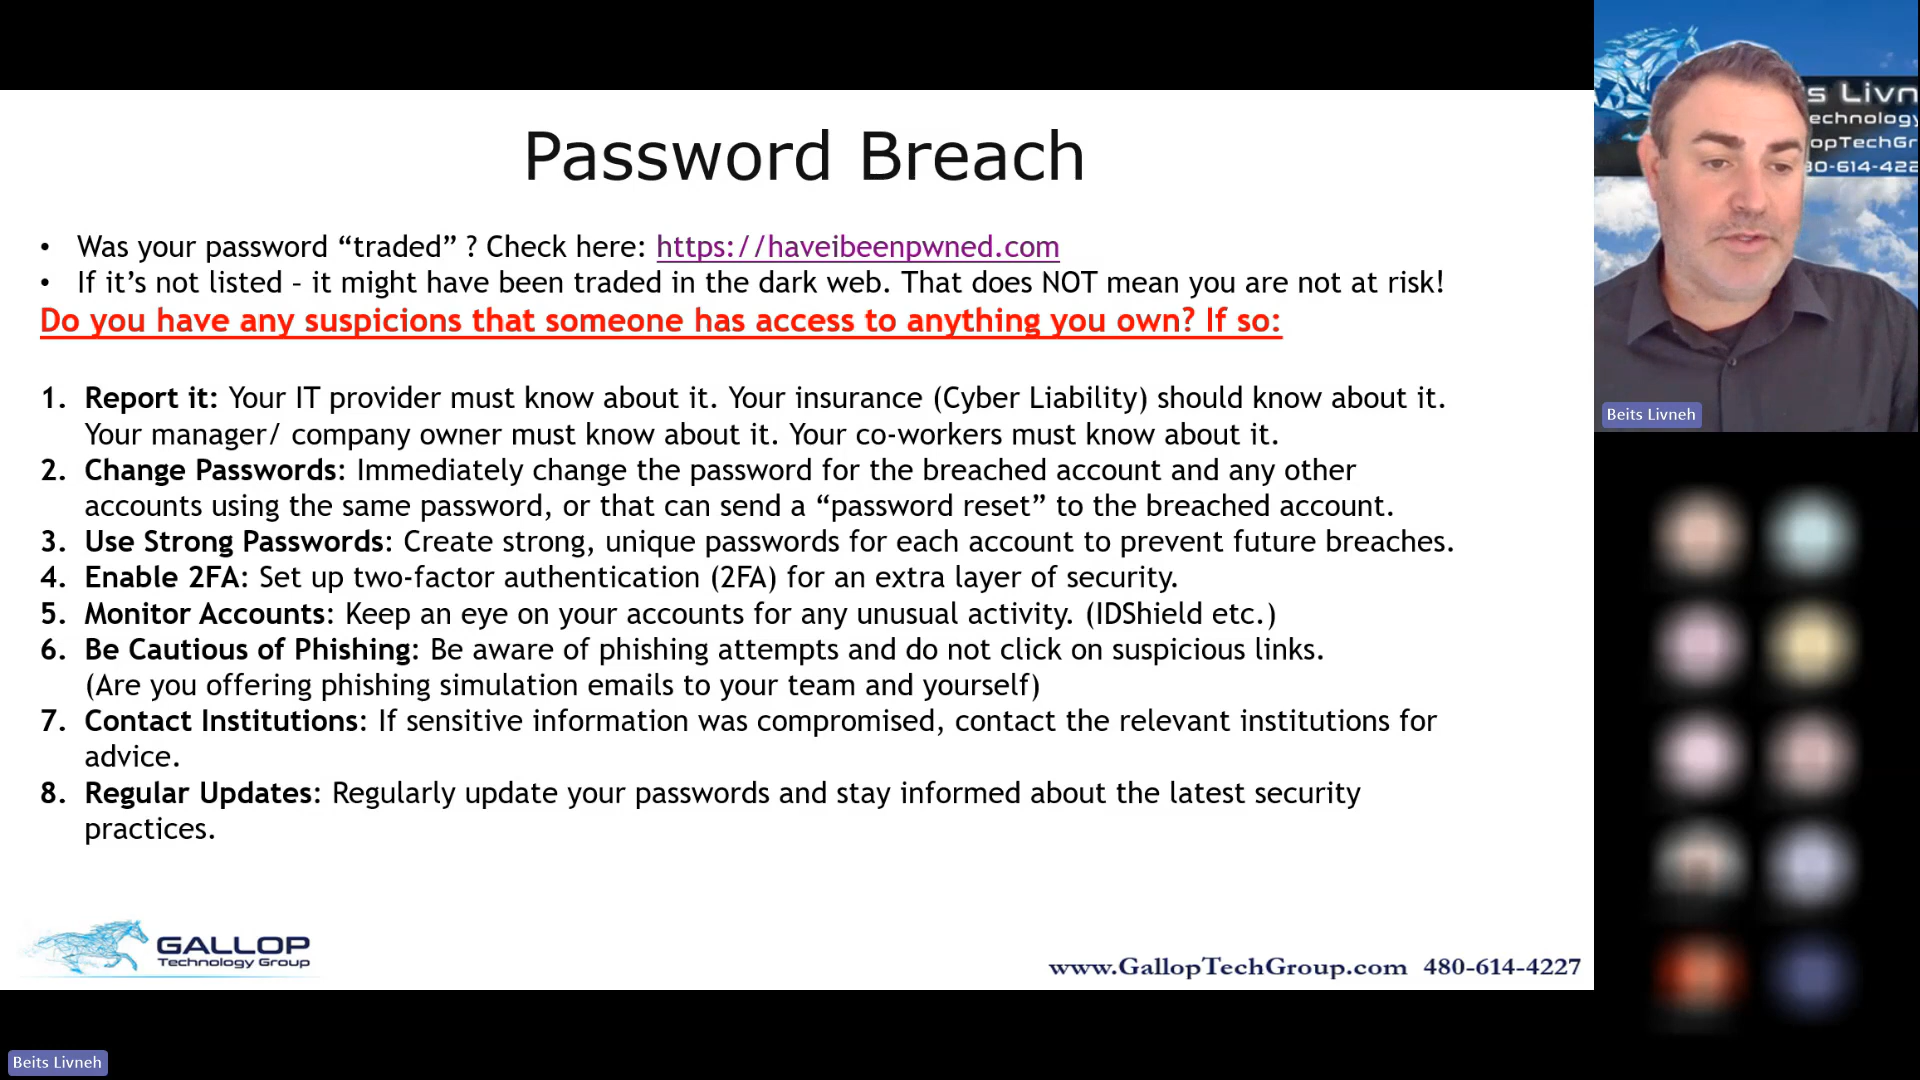 Password Breach
• Was your password “traded” ? Check here: https://haveibeenpwned.com
• If it’s not listed – it might have been traded in the dark web. That does NOT mean you are not at risk!
Do you have any suspicions that someone has access to anything you own? If so:
1. Report it: Your IT provider must know about it. Your insurance (Cyber Liability) should know about it.
Your manager/ company owner must know about it. Your co-workers must know about it.
2. Change Passwords: Immediately change the password for the breached account and any other
accounts using the same password, or that can send a “password reset” to the breached account.
3. Use Strong Passwords: Create strong, unique passwords for each account to prevent future breaches.
4. Enable 2FA: Set up two-factor authentication (2FA) for an extra layer of security.
5. Monitor Accounts: Keep an eye on your accounts for any unusual activity. (IDShield etc.)
6. Be Cautious of Phishing: Be aware of phishing attempts and do not click on suspicious links.
(Are you offering phishing simulation emails to your team and yourself)
7. Contact Institutions: If sensitive information was compromised, contact the relevant institutions for
advice.
8. Regular Updates: Regularly update your passwords and stay informed about the latest security
practices.
GALLOP
Technology Group
www.GallopTechGroup.com 480-614-4227
s Livn
echnology
opTechGr
80-614-422
Beits Livneh
Beits Livneh